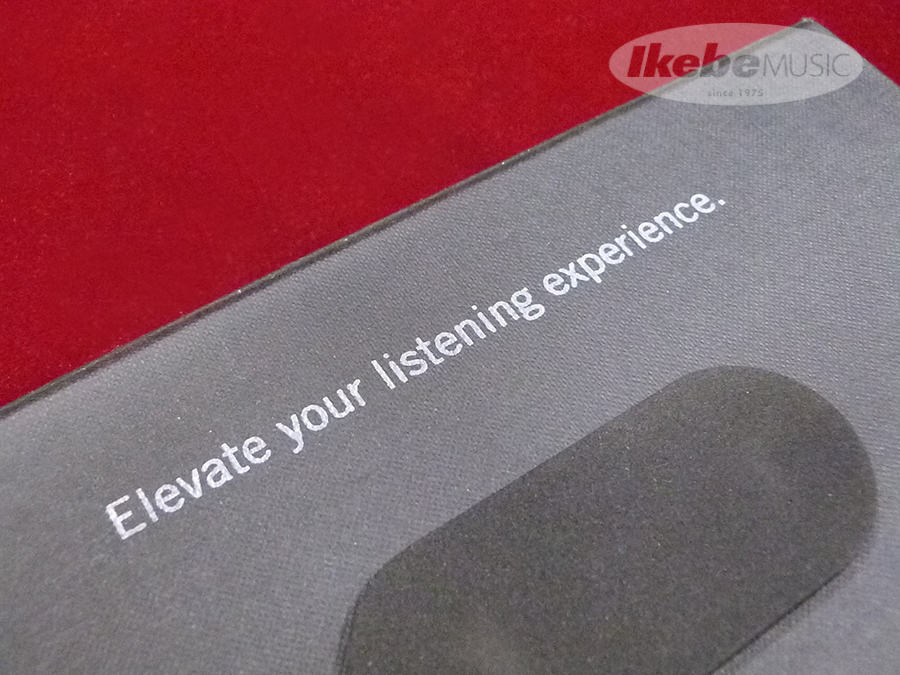 Ikebe MUSIC
since 1975
Elevate your listening experience.